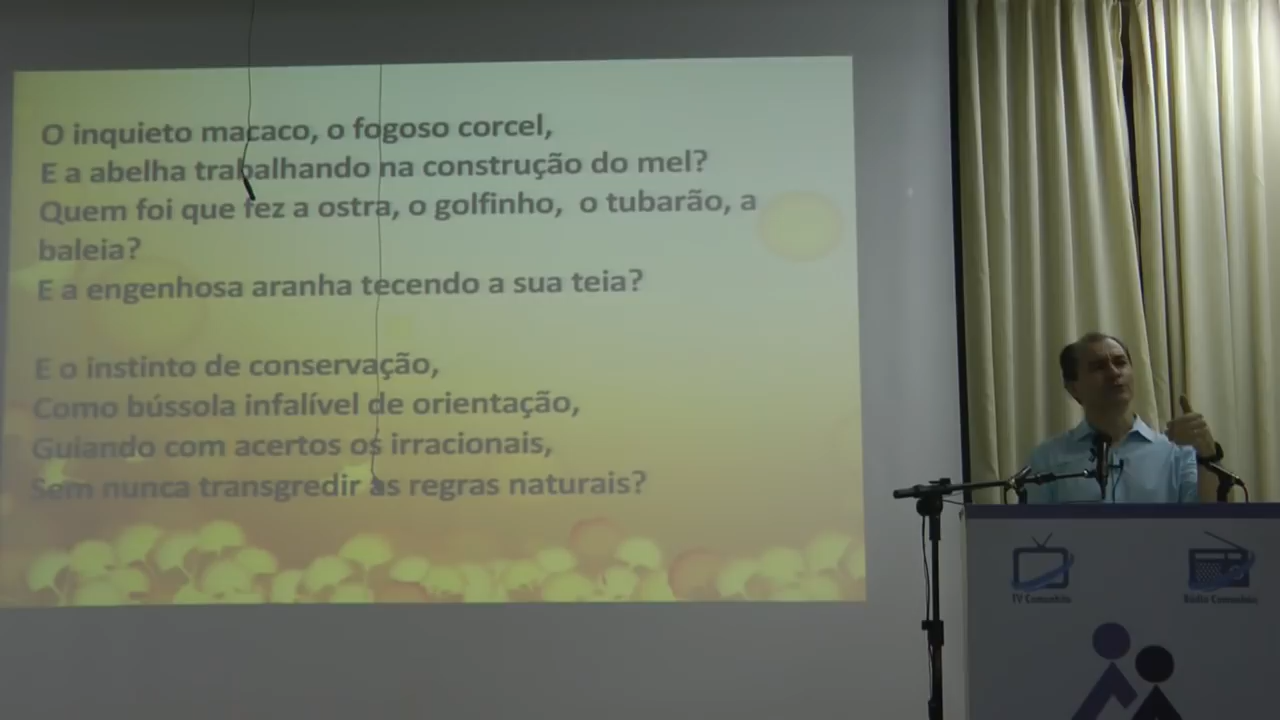 O inquieto macaco, o fogoso corcel,
E a abelha trabalhando na construção do mel?
Quem foi que fez a ostra, o golfinho, o tubarão, a
baleia?
E a engenhosa aranha tecendo a sua teia?
E o instinto de conservação,
Como bússola infalível de orientação,
Guiando com acertos os irracionais,
Sem nunca transgredir as regras naturais?
TV
Rádio